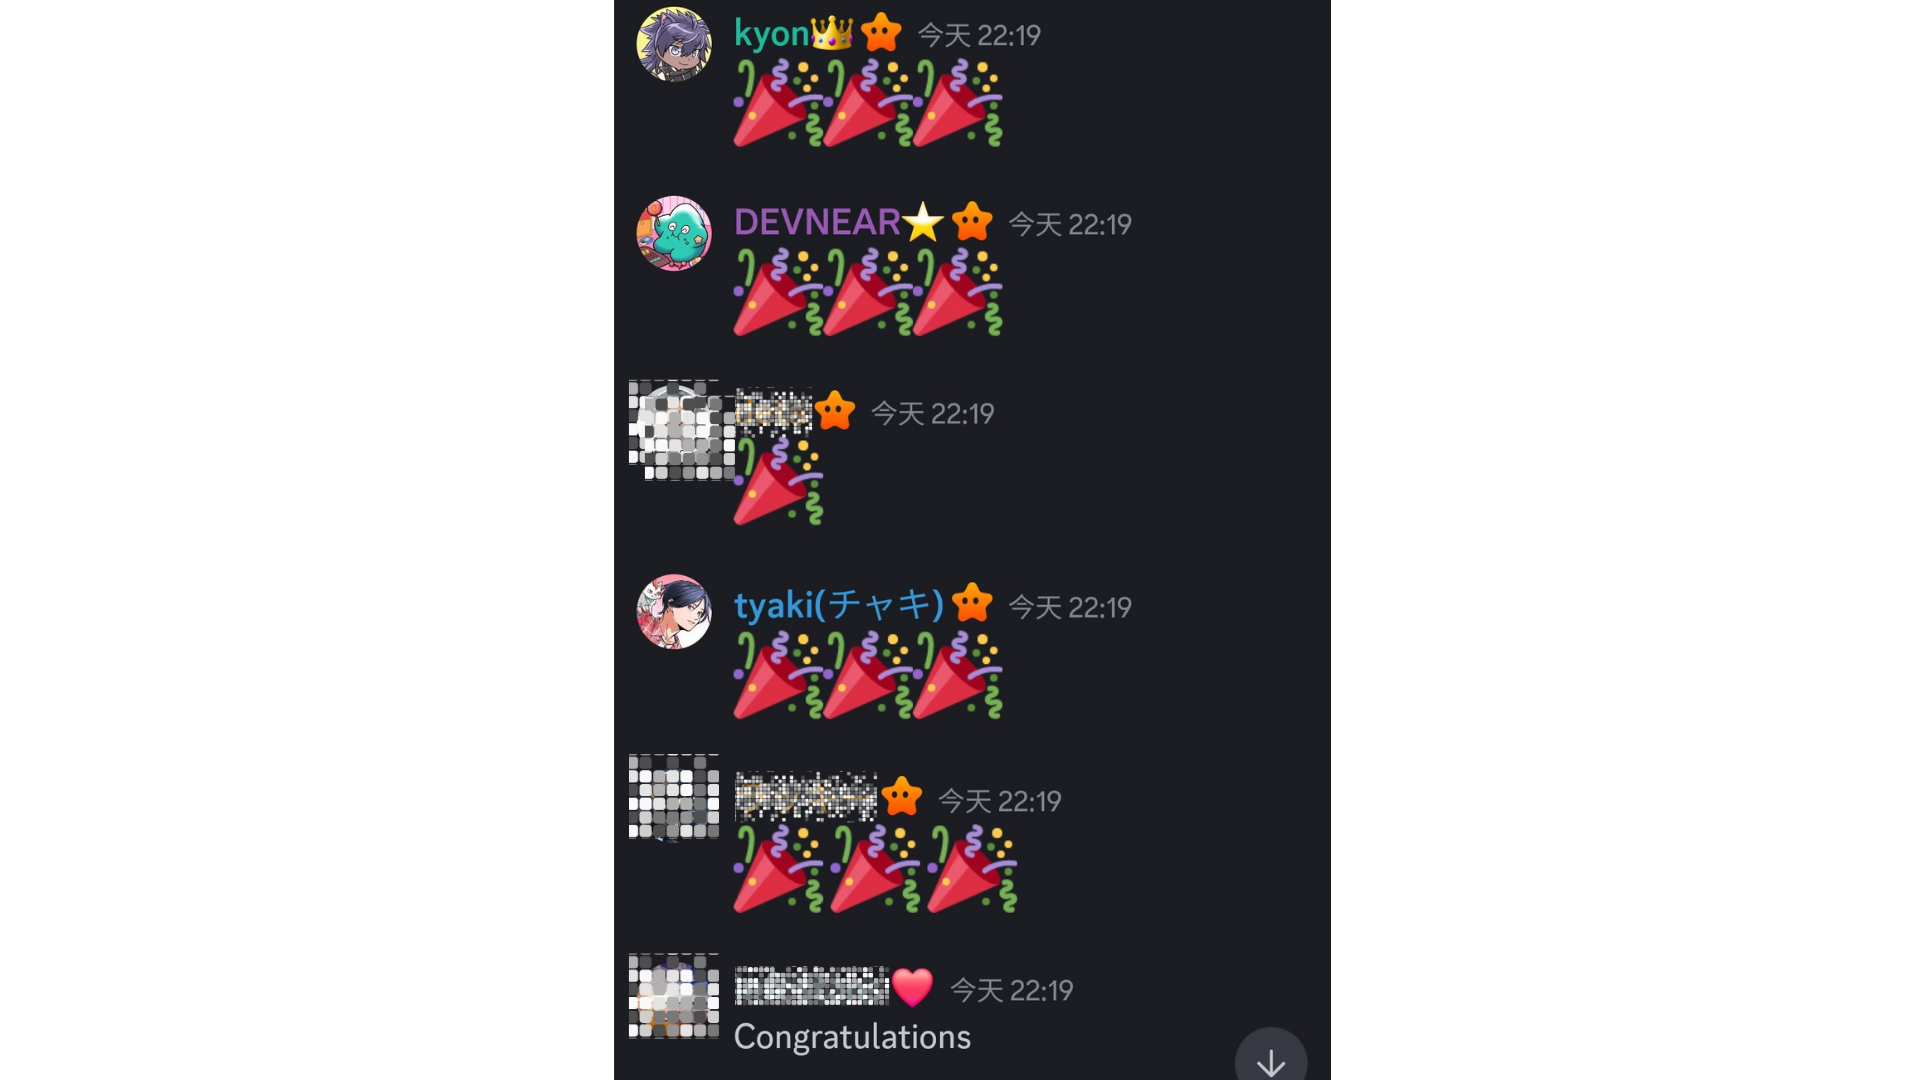 kyon👑 今天 22:19
🎉🎉🎉
DEVNEAR⭐ 今天 22:19
🎉🎉🎉
今天 22:19
🎉
tyaki(チャキ) 今天 22:19
🎉🎉🎉
今天 22:19
🎉 🎉 🎉
今天 22:19
Congratulations